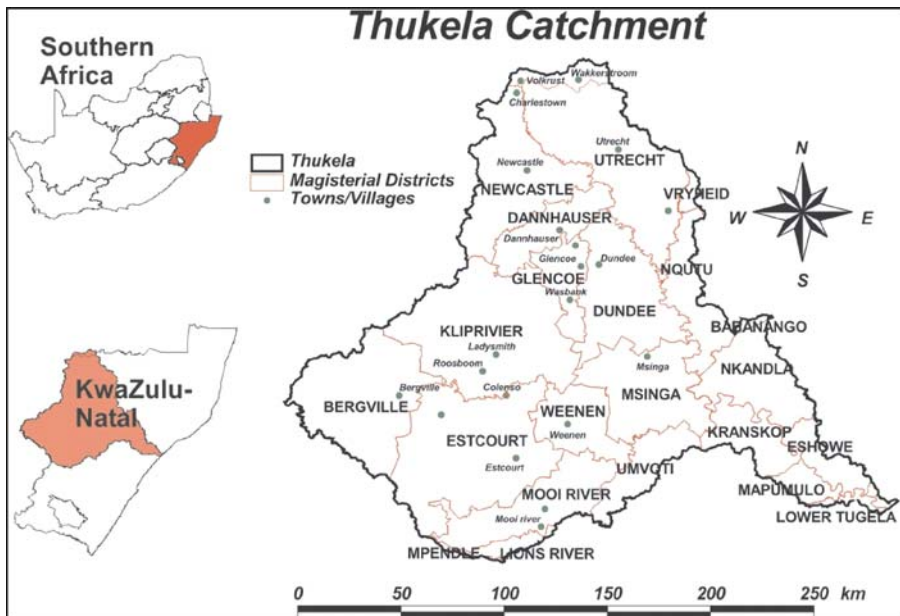 Thukela Catchment
Southern
Africa
Thukela
Magisterial Districts
Towns/Villages
KwaZulu-
Natal
Volkrust
Wakkerstroom
Charlestown
Utrecht
UTRECHT
Newcastle
NEWCASTLE
VRYHEID
DANNHAUSER
Dannhauser
Glencoe
Dundee
GLENCOE
NQUTU
Wasbank
DUNDEE
BABANANGO
KLIPRIVIER
Ladysmith
Roosboom
Msinga
NKANDLA
Bergville
Colenso
MSINGA
BERGVILLE
WEENEN
Weenen
KRANSKOP
ESTCOURT
ESHOWE
Estcourt
UMVOTI
MAPUMULO
MOOI RIVER
LOWER TUGELA
Mooi river
MPENDLE
LIONS RIVER
N
W
E
S
0 50 100 150 200 250 km